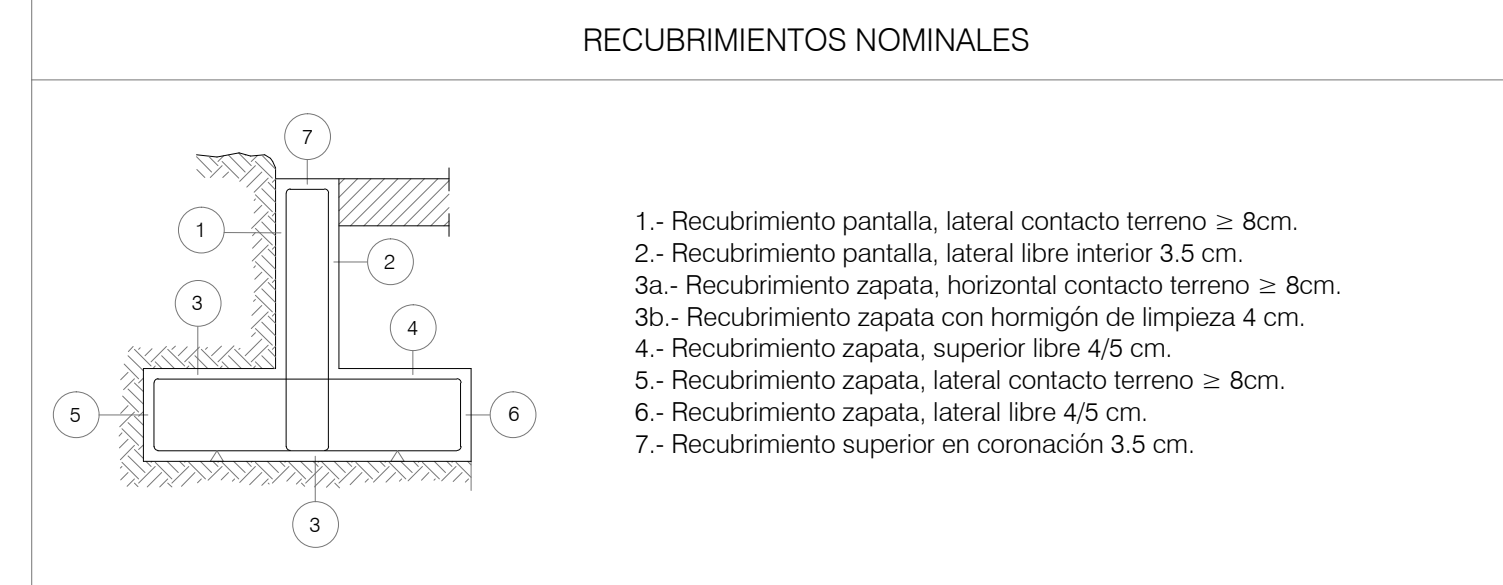 RECUBRIMIENTOS NOMINALES
7
1
2
3
4
5
6
3
1.- Recubrimiento pantalla, lateral contacto terreno ≥ 8cm.
2.- Recubrimiento pantalla, lateral libre interior 3.5 cm.
3a.- Recubrimiento zapata, horizontal contacto terreno ≥ 8cm.
3b.- Recubrimiento zapata con hormigón de limpieza 4 cm.
4.- Recubrimiento zapata, superior libre 4/5 cm.
5.- Recubrimiento zapata, lateral contacto terreno ≥ 8cm.
6.- Recubrimiento zapata, lateral libre 4/5 cm.
7.- Recubrimiento superior en coronación 3.5 cm.